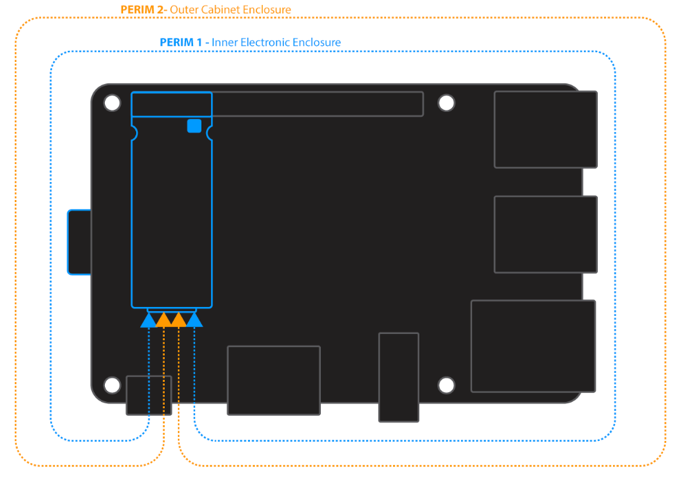 PERIM 2- Outer Cabinet Enclosure
PERIM 1 - Inner Electronic Enclosure